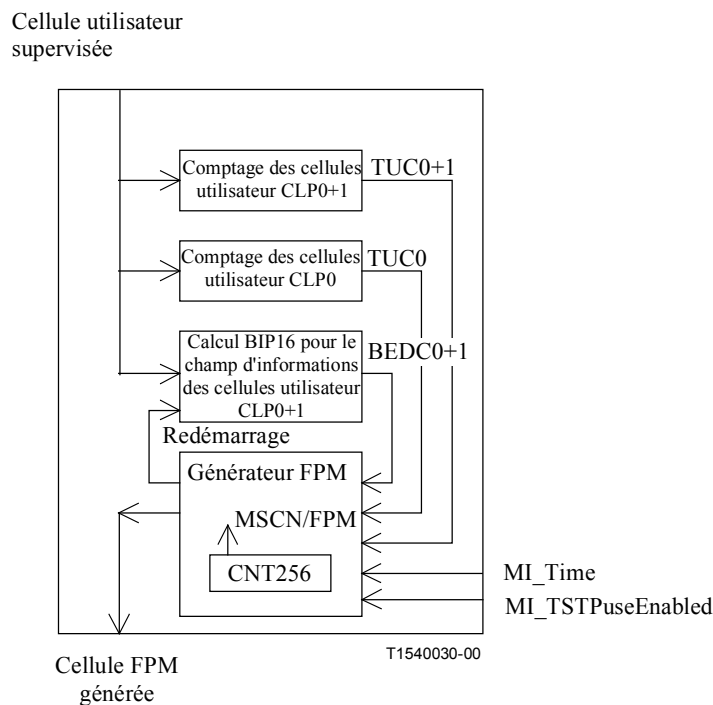 Cellule utilisateur
supervisée
Comptage des cellules
utilisateur CLP0+1
TUC0+1
Comptage des cellules
utilisateur CLP0
TUC0
Calcul BIP16 pour le
champ d'informations
des cellules utilisateur
CLP0+1
BEDC0+1
Redémarrage
Générateur FPM
MSCN/FPM
CNT256
MI_Time
MI_TSTPuseEnabled
Cellule FPM
générée
T1540030-00